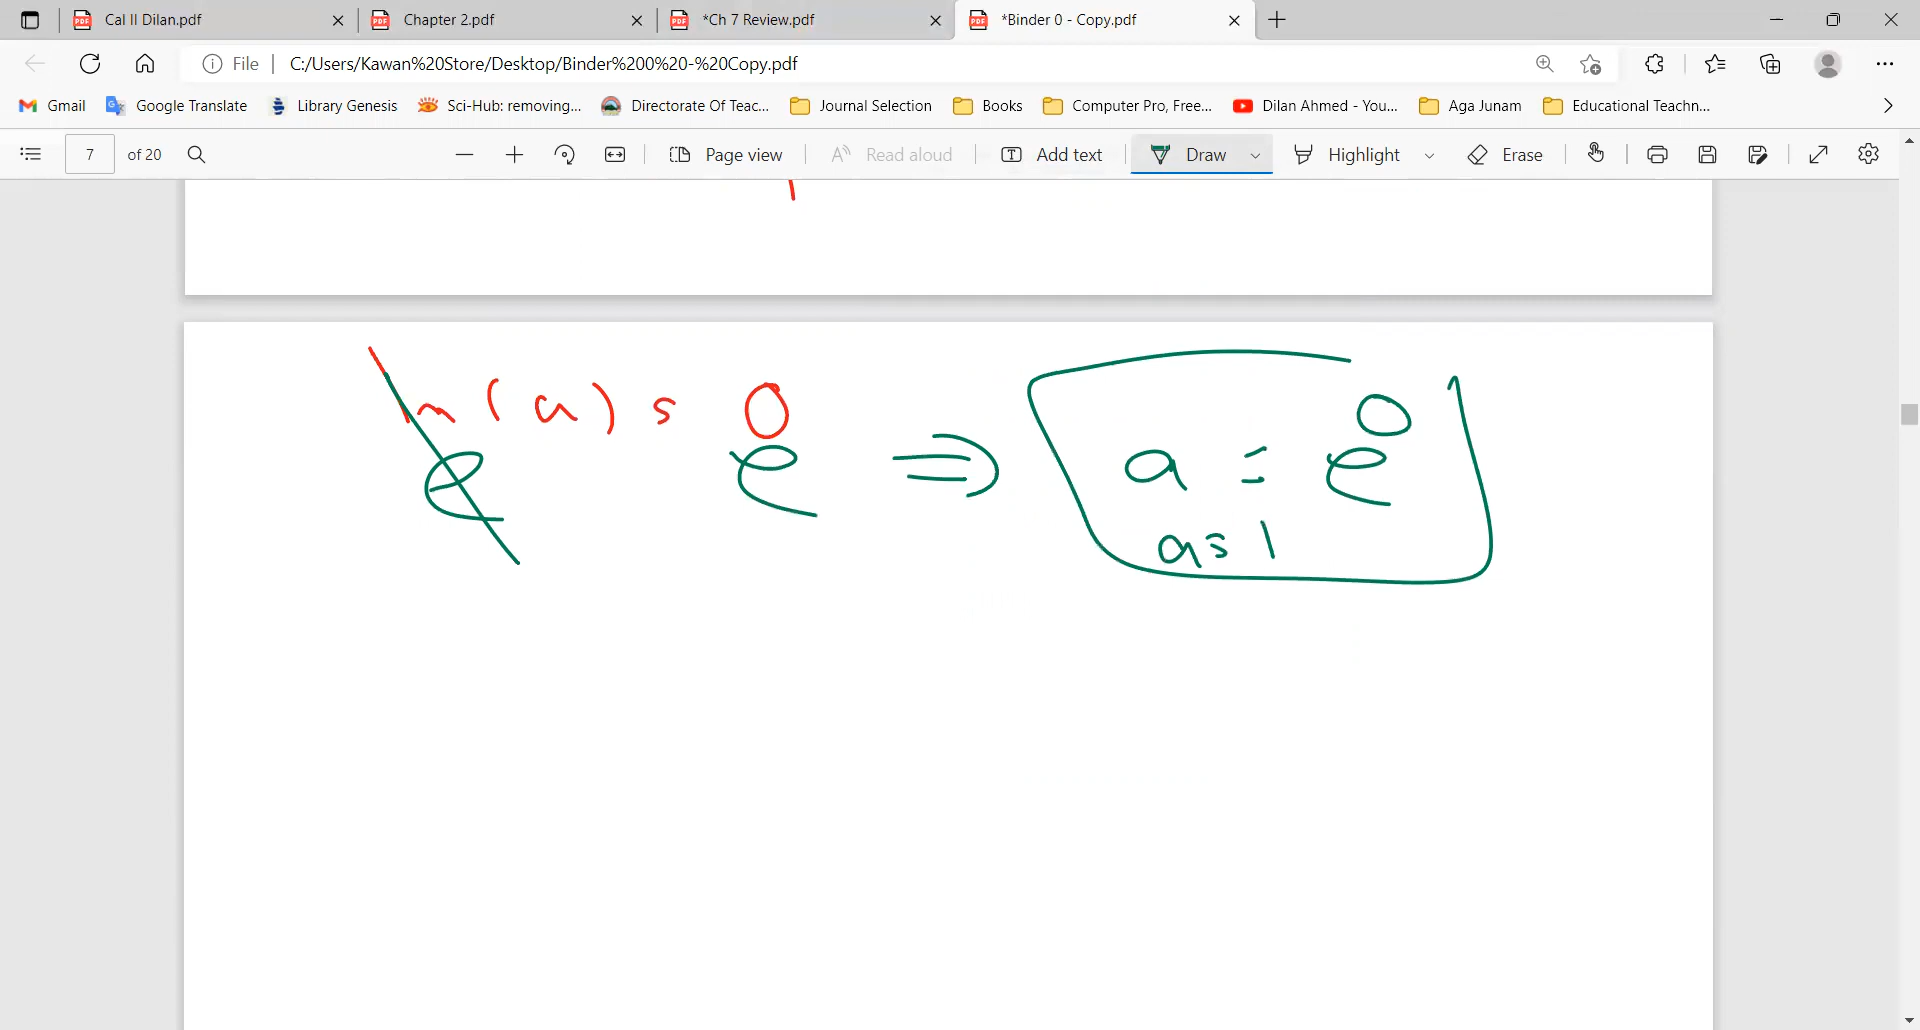 Cal II Dilan.pdf
Chapter 2.pdf
*Ch 7 Review.pdf
*Binder 0 - Copy.pdf
File
C:/Users/Kawan%20Store/Desktop/Binder%200%20-%20Copy.pdf
Gmail
Google Translate
Library Genesis
Sci-Hub: removing...
Directorate Of Teac...
Journal Selection
Books
Computer Pro, Free...
Dilan Ahmed - You...
Aga Junam
Educational Teachn...
7 of 20
Page view
Read aloud
Add text
Draw
Highlight
Erase
ln(a) = 0
e e ⇒ a = e^0
a = 1